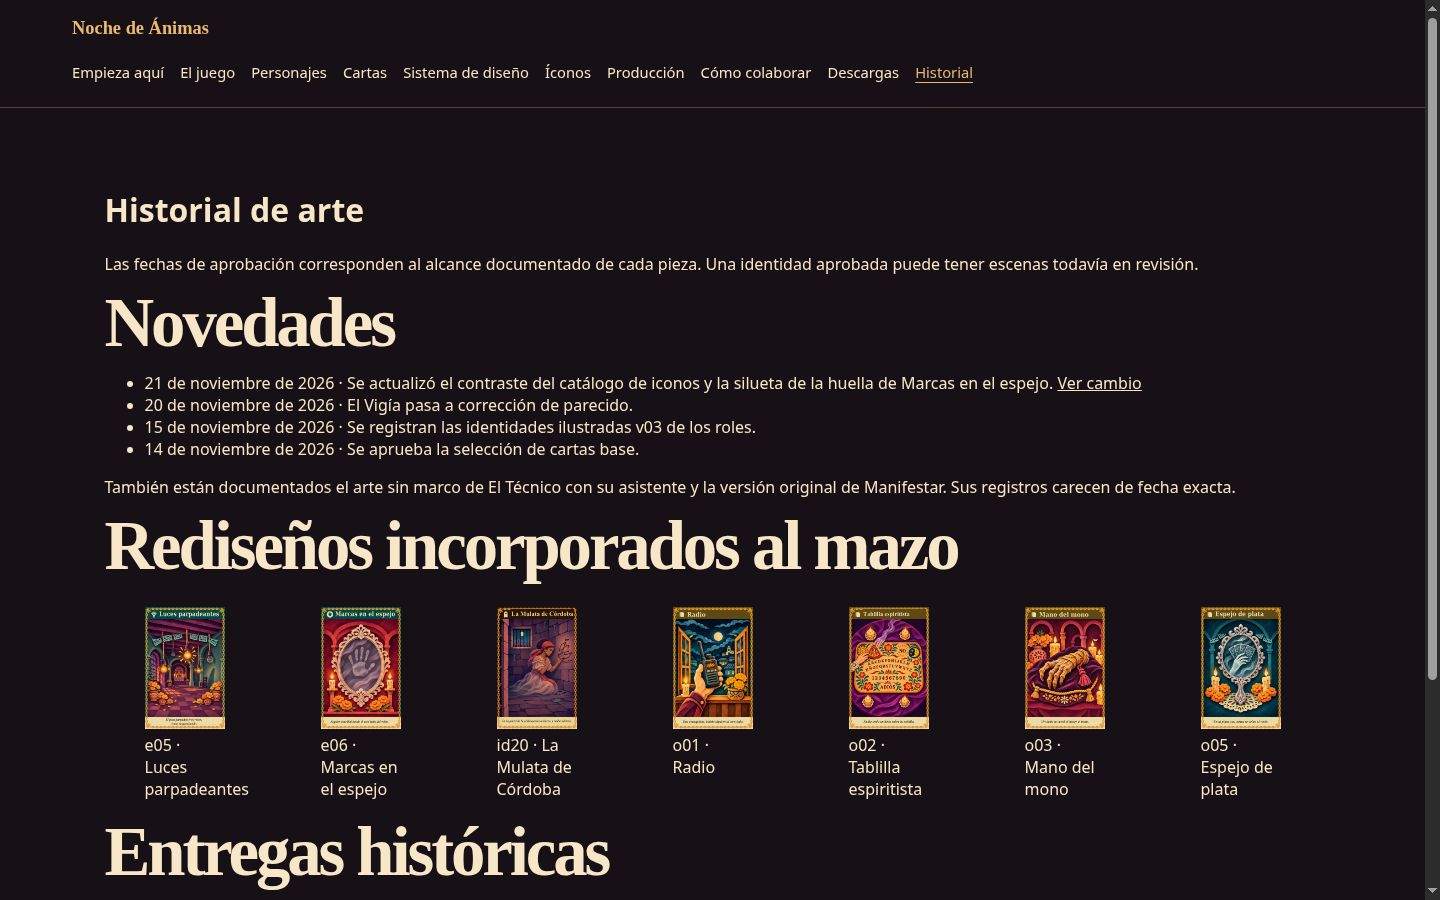 Noche de Ánimas
Empieza aquí El juego Personajes Cartas Sistema de diseño Íconos Producción Cómo colaborar Descargas Historial
Historial de arte
Las fechas de aprobación corresponden al alcance documentado de cada pieza. Una identidad aprobada puede tener escenas todavía en revisión.
Novedades
21 de noviembre de 2026 · Se actualizó el contraste del catálogo de iconos y la silueta de la huella de Marcas en el espejo. Ver cambio
20 de noviembre de 2026 · El Vigía pasa a corrección de parecido.
15 de noviembre de 2026 · Se registran las identidades ilustradas v03 de los roles.
14 de noviembre de 2026 · Se aprueba la selección de cartas base.
También están documentados el arte sin marco de El Técnico con su asistente y la versión original de Manifestar. Sus registros carecen de fecha exacta.
Rediseños incorporados al mazo
Luces parpadeantes
Marcas en el espejo
La Mulata de Córdoba
Radio
Tablilla espiritista
Mano del mono
Espejo de plata
e05 ·
Luces
parpadeantes
e06 ·
Marcas en
el espejo
id20 · La
Mulata de
Córdoba
o01 ·
Radio
o02 ·
Tablilla
espiritista
o03 ·
Mano del
mono
o05 ·
Espejo de
plata
Entregas históricas